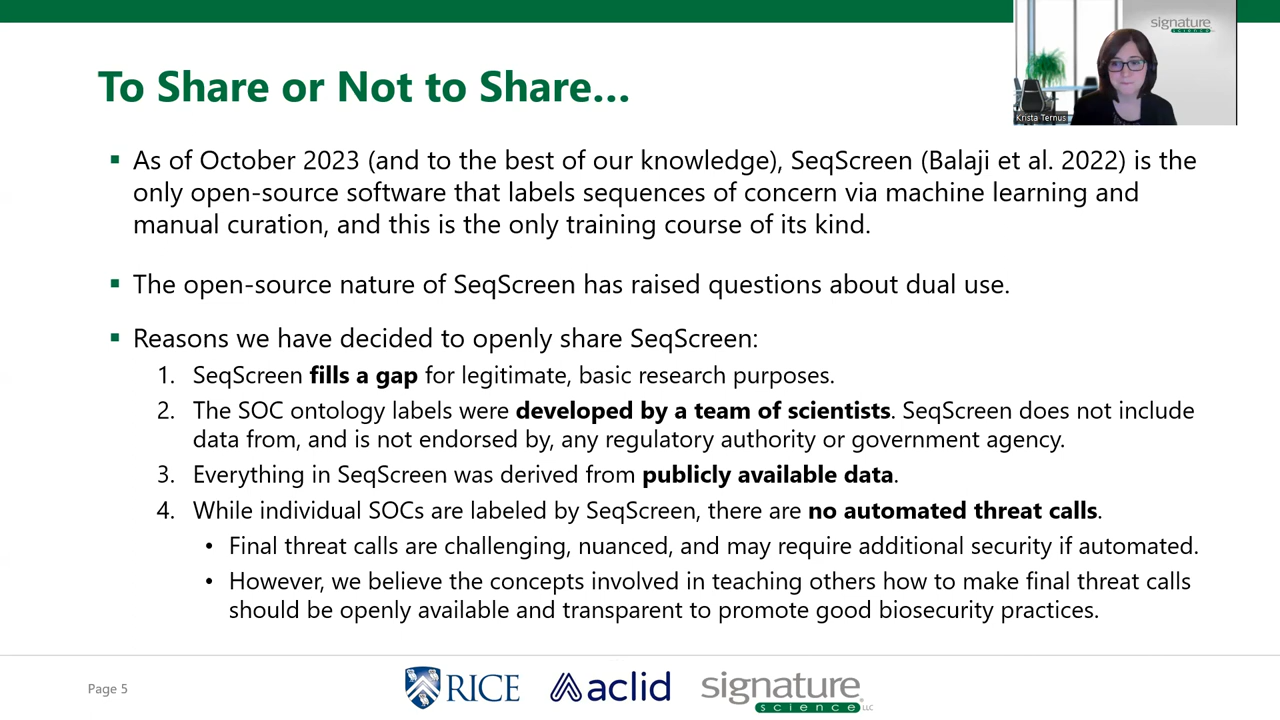 signature
science
Krista Ternus
To Share or Not to Share...
▪ As of October 2023 (and to the best of our knowledge), SeqScreen (Balaji et al. 2022) is the
only open-source software that labels sequences of concern via machine learning and
manual curation, and this is the only training course of its kind.
▪ The open-source nature of SeqScreen has raised questions about dual use.
▪ Reasons we have decided to openly share SeqScreen:
1. SeqScreen fills a gap for legitimate, basic research purposes.
2. The SOC ontology labels were developed by a team of scientists. SeqScreen does not include
data from, and is not endorsed by, any regulatory authority or government agency.
3. Everything in SeqScreen was derived from publicly available data.
4. While individual SOCs are labeled by SeqScreen, there are no automated threat calls.
• Final threat calls are challenging, nuanced, and may require additional security if automated.
• However, we believe the concepts involved in teaching others how to make final threat calls
should be openly available and transparent to promote good biosecurity practices.
Page 5
RICE
aclid
signature
science LLC